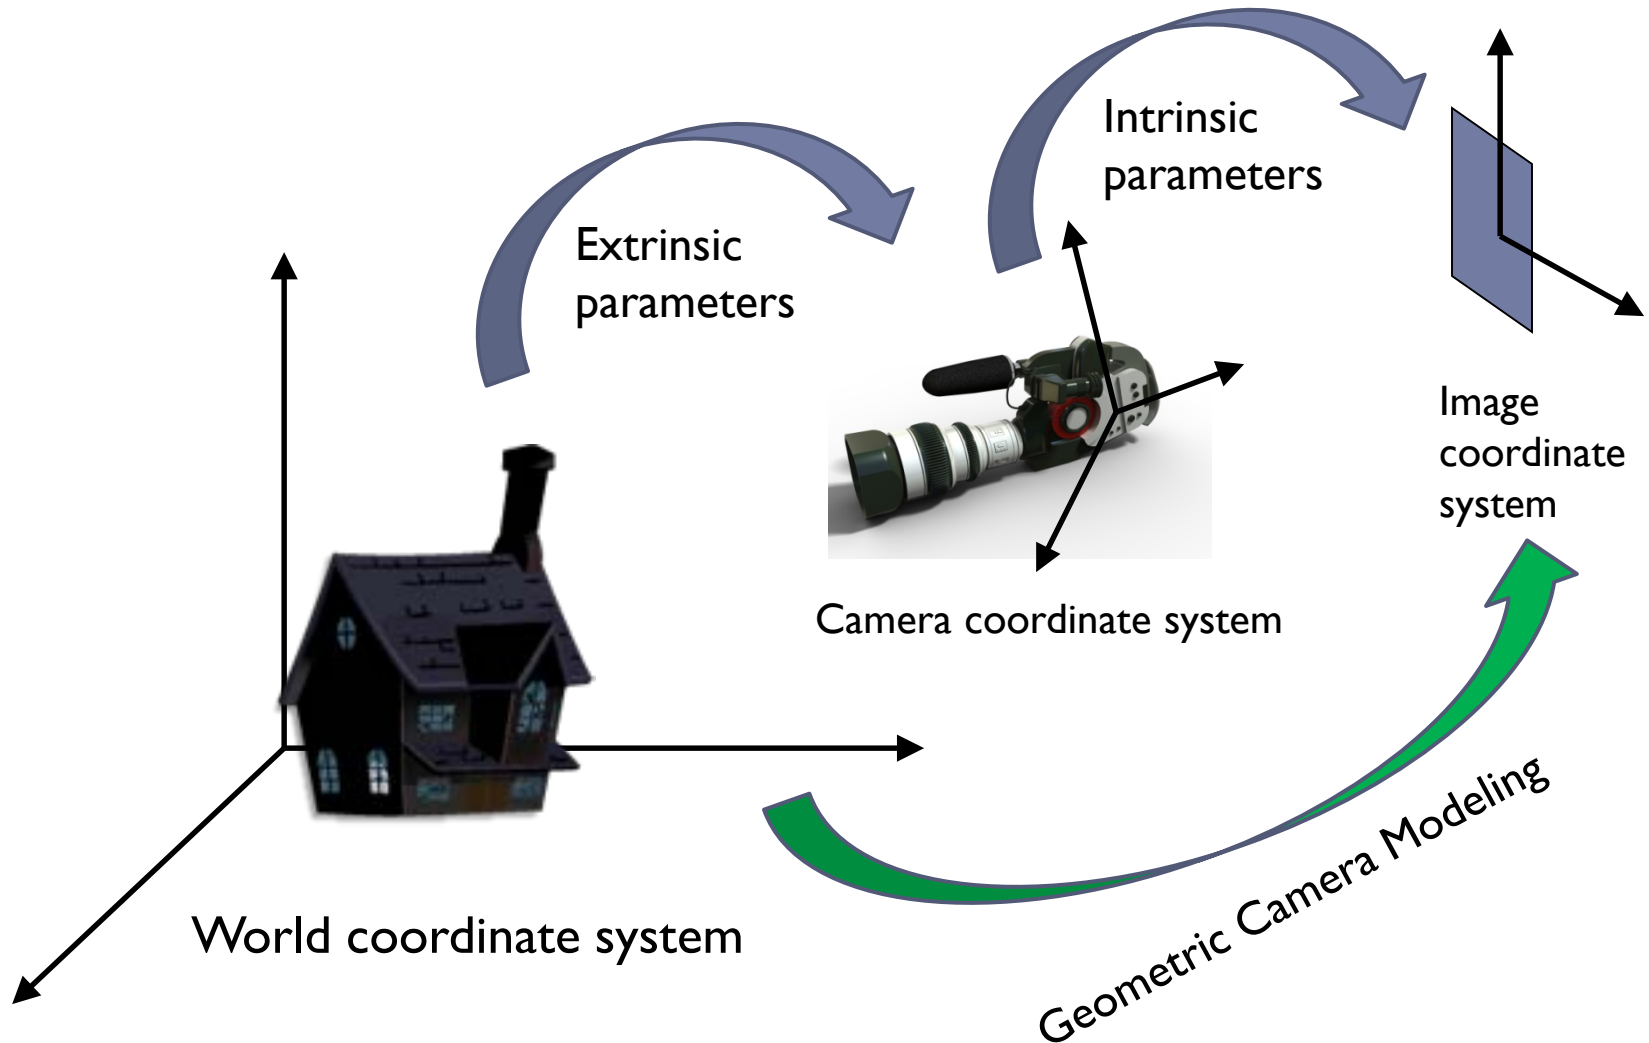 Intrinsic
parameters
Extrinsic
parameters
Image
coordinate
system
Camera coordinate system
World coordinate system
Geometric Camera Modeling